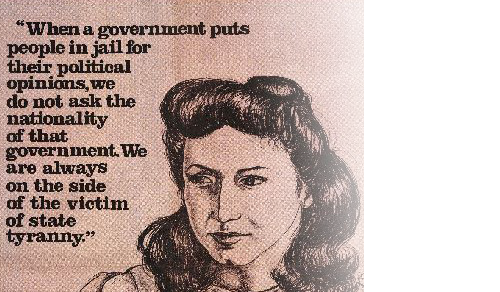 “When a government puts
people in jail for
their political
opinions,we
do not ask the
nationality
of that
government.We
are always
on the side
of the victim
of state
tyranny.”